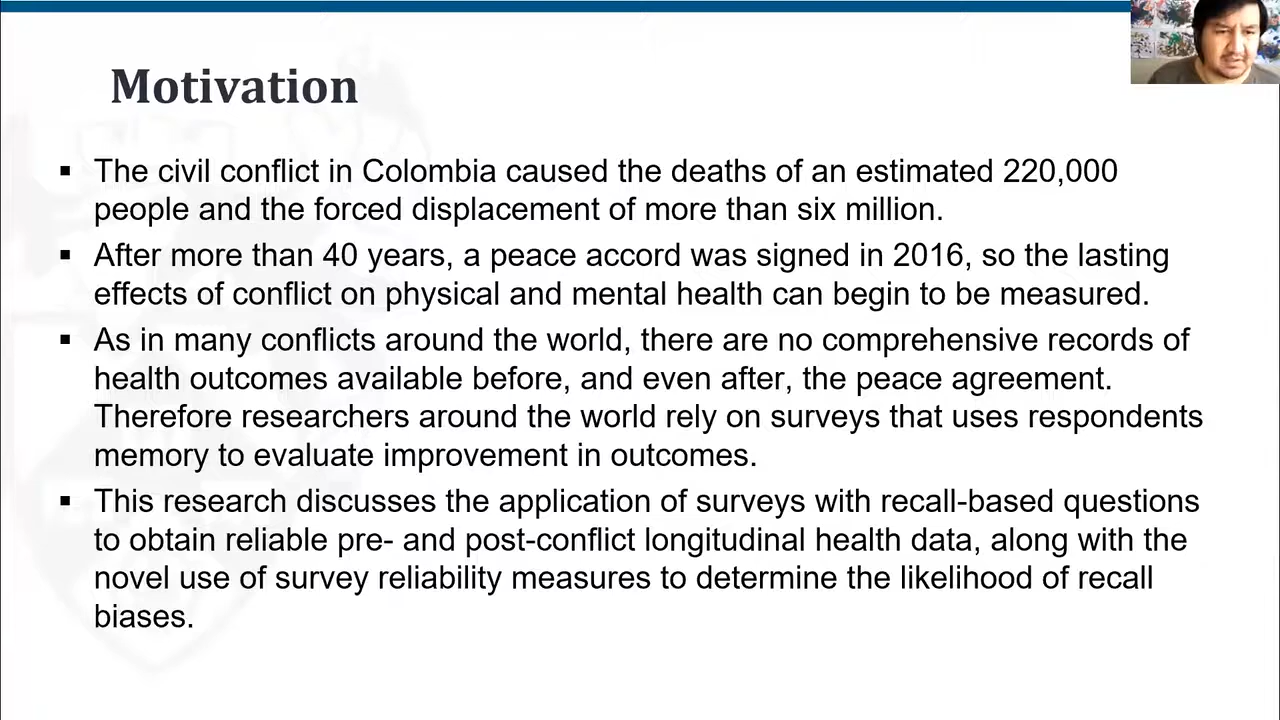 Motivation
▪ The civil conflict in Colombia caused the deaths of an estimated 220,000
people and the forced displacement of more than six million.
▪ After more than 40 years, a peace accord was signed in 2016, so the lasting
effects of conflict on physical and mental health can begin to be measured.
▪ As in many conflicts around the world, there are no comprehensive records of
health outcomes available before, and even after, the peace agreement.
Therefore researchers around the world rely on surveys that uses respondents
memory to evaluate improvement in outcomes.
▪ This research discusses the application of surveys with recall-based questions
to obtain reliable pre- and post-conflict longitudinal health data, along with the
novel use of survey reliability measures to determine the likelihood of recall
biases.